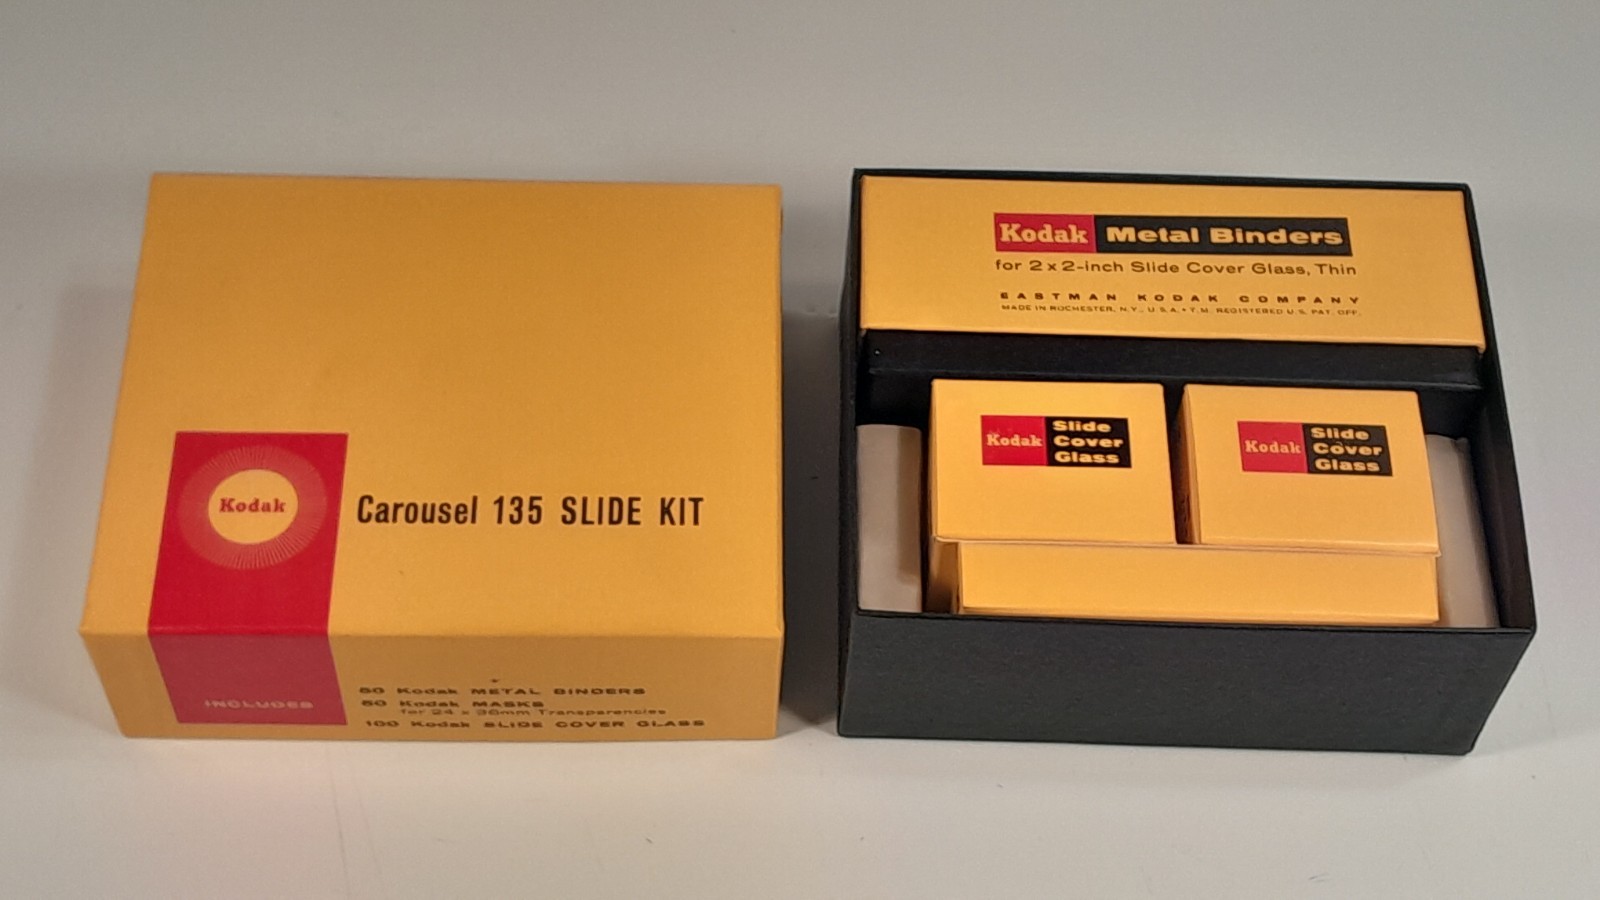 Kodak
Carousel 135 SLIDE KIT
INCLUDES
50 Kodak METAL BINDERS
50 Kodak MASKS
for 24 x 36mm Transparencies
100 Kodak SLIDE COVER GLASS
Kodak Metal Binders
for 2 x 2-inch Slide Cover Glass, Thin
EASTMAN KODAK COMPANY
MADE IN ROCHESTER, N.Y., U.S.A. • T.M. REGISTERED U.S. PAT. OFF.
Kodak
Slide
Cover
Glass
Kodak
Slide
Cover
Glass